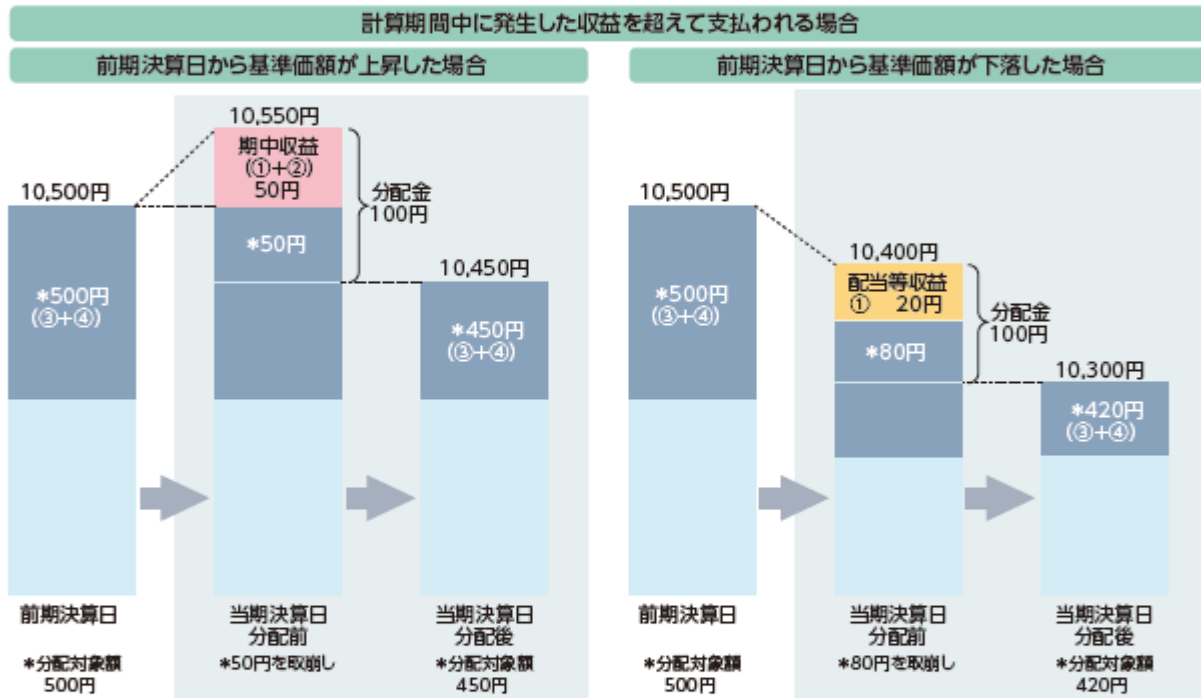 計算期間中に発生した収益を超えて支払われる場合
前期決算日から基準価額が上昇した場合
10,500円
*500円
(③+④)
10,550円
期中収益
(①+②)
50円
*50円
分配金
100円
10,450円
*450円
(③+④)
前期決算日
*分配対象額
500円
当期決算日
分配前
*50円を取崩し
当期決算日
分配後
*分配対象額
450円
前期決算日から基準価額が下落した場合
10,500円
*500円
(③+④)
10,400円
配当等収益
① 20円
*80円
分配金
100円
10,300円
*420円
(③+④)
前期決算日
*分配対象額
500円
当期決算日
分配前
*80円を取崩し
当期決算日
分配後
*分配対象額
420円